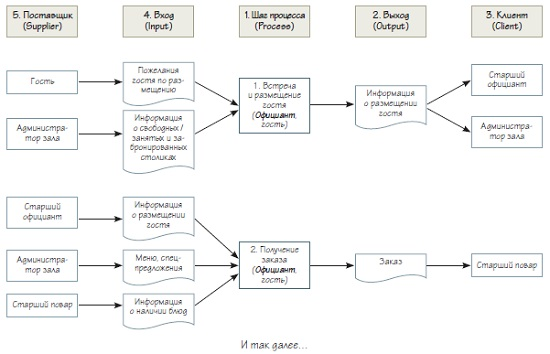 5. Поставщик
(Supplier)
4. Вход
(Input)
1. Шаг процесса
(Process)
2. Выход
(Output)
3. Клиент
(Client)
Гость
Пожелания
гостя по раз-
мещению
1. Встреча
и размещение
гостя
(Официант,
гость)
Информация
о размещении
гостя
Старший
официант
Администра-
тор зала
Информация
о свободных /
занятых и за-
бронированных
столиках
Администра-
тор зала
Старший
официант
Информация
о размещении
гостя
Администра-
тор зала
Меню, спец-
предложения
2. Получение
заказа
(Официант,
гость)
Заказ
Старший повар
Старший повар
Информация
о наличии блюд
И так далее...